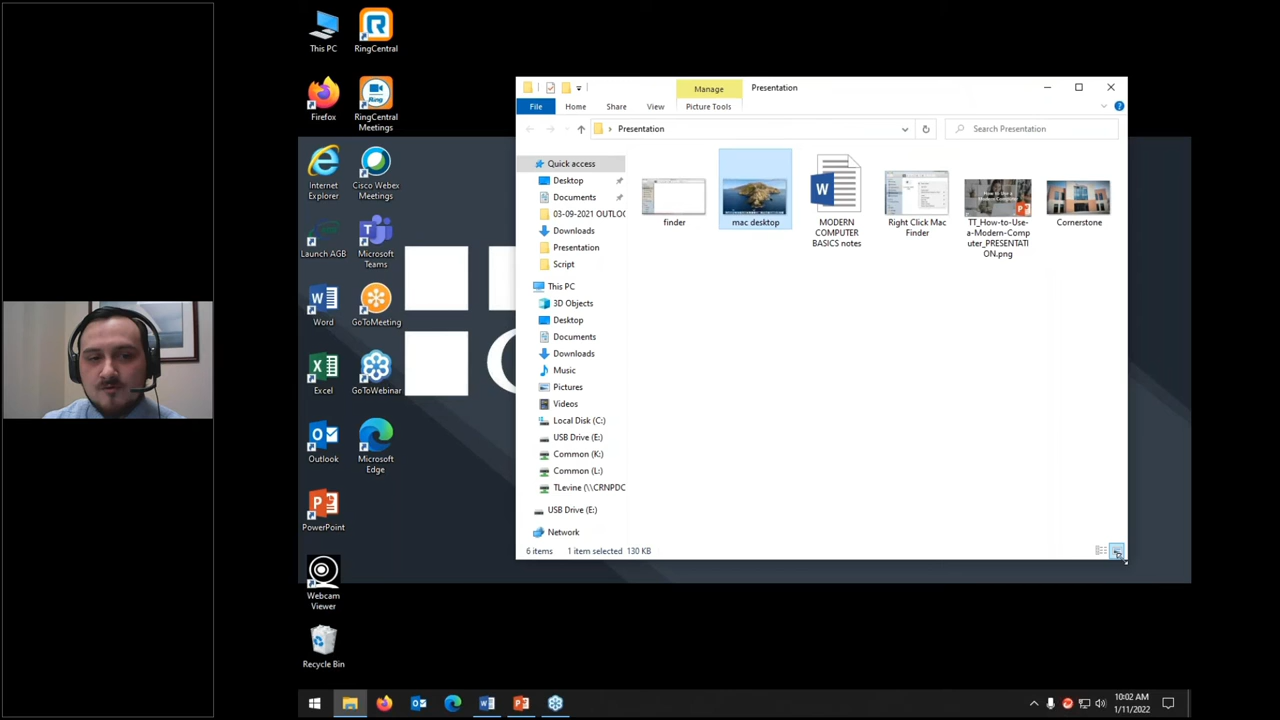 This PC
RingCentral
Firefox
RingCentral
Meetings
Internet
Explorer
Cisco Webex
Meetings
Launch AGB
Microsoft
Teams
Word
GoToMeeting
Excel
GoToWebinar
Outlook
Microsoft
Edge
PowerPoint
Webcam
Viewer
Recycle Bin
Manage
Presentation
File
Home
Share
View
Picture Tools
Presentation
Search Presentation
Quick access
Desktop
Documents
03-09-2021 OUTLO
Downloads
Presentation
Script
This PC
3D Objects
Desktop
Documents
Downloads
Music
Pictures
Videos
Local Disk (C:)
USB Drive (E:)
Common (K:)
Common (L:)
TLevine (\\CRNPDC
USB Drive (E:)
Network
finder
mac desktop
MODERN
COMPUTER
BASICS notes
Right Click Mac
Finder
TT_How-to-Use-
a-Modern-Comp
uter_PRESENTATI
ON.png
Cornerstone
6 items
1 item selected
130 KB
10:02 AM
1/11/2022